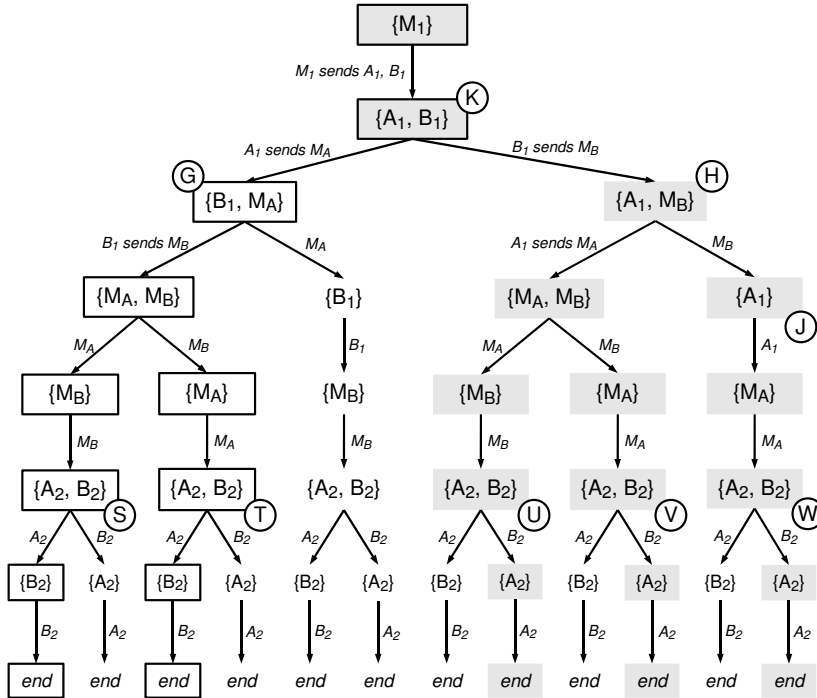 {M1}
M1 sends A1, B1
K
{A1, B1}
A1 sends MA B1 sends MB
G H
{B1, MA} {A1, MB}
B1 sends MB MA A1 sends MA MB
{MA, MB} {B1} {MA, MB} {A1}
J
MA MB B1 MA MB A1
{MB} {MA} {MB} {MB} {MA} {MA}
MB MA MB MB MA MA
{A2, B2} {A2, B2} {A2, B2} {A2, B2} {A2, B2} {A2, B2}
S T U V W
A2 B2 A2 B2 A2 B2 A2 B2 A2 B2 A2 B2
{B2} {A2} {B2} {A2} {B2} {A2} {B2} {A2} {B2} {A2} {B2} {A2}
B2 A2 B2 A2 B2 A2 B2 A2 B2 A2 B2 A2
end end end end end end end end end end end end